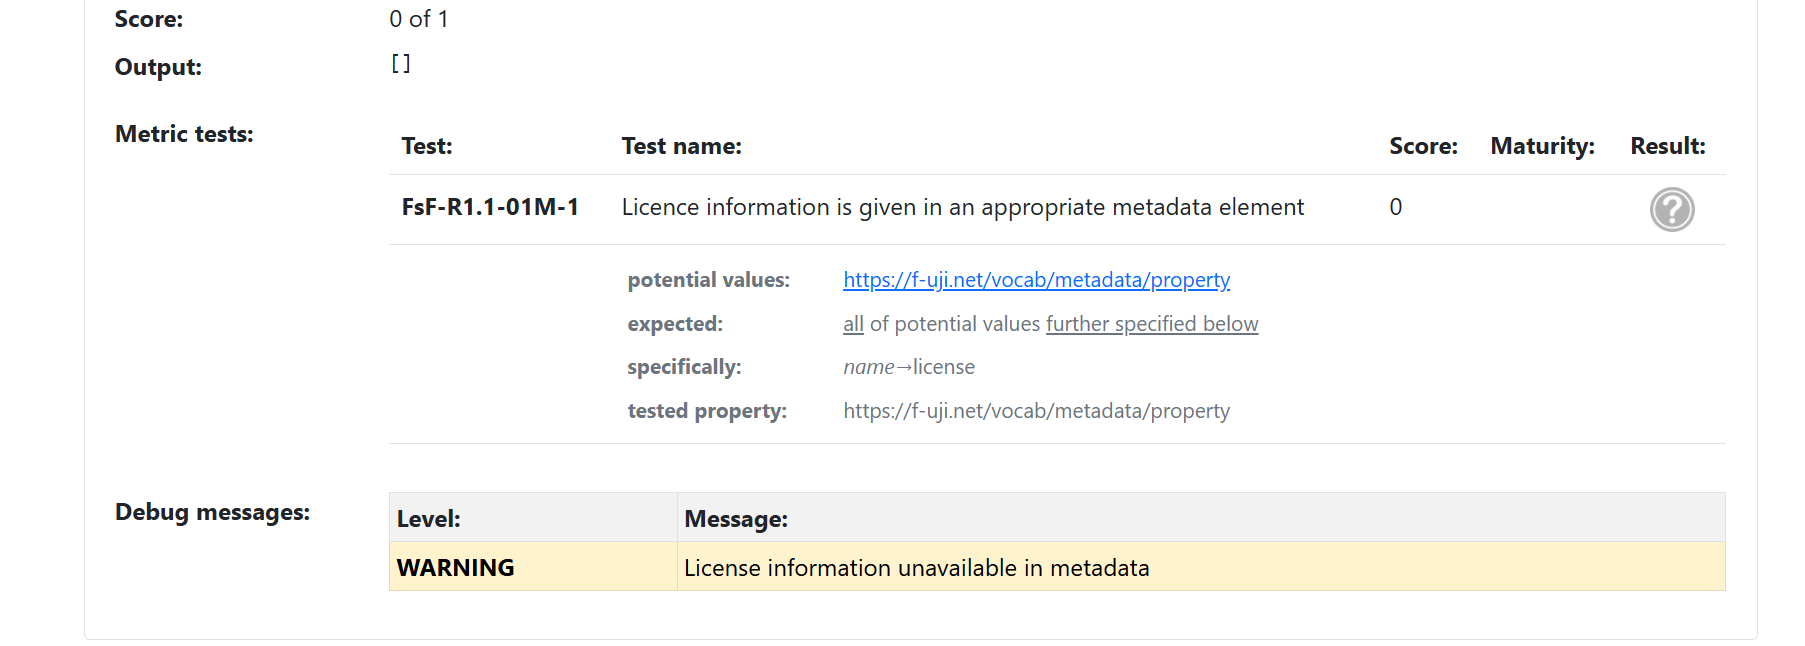 Score: 0 of 1
Output: []
Metric tests:
Test: Test name: Score: Maturity: Result:
FsF-R1.1-01M-1 Licence information is given in an appropriate metadata element 0 ?
potential values: https://f-uji.net/vocab/metadata/property
expected: all of potential values further specified below
specifically: name→license
tested property: https://f-uji.net/vocab/metadata/property
Debug messages:
Level: Message:
WARNING License information unavailable in metadata